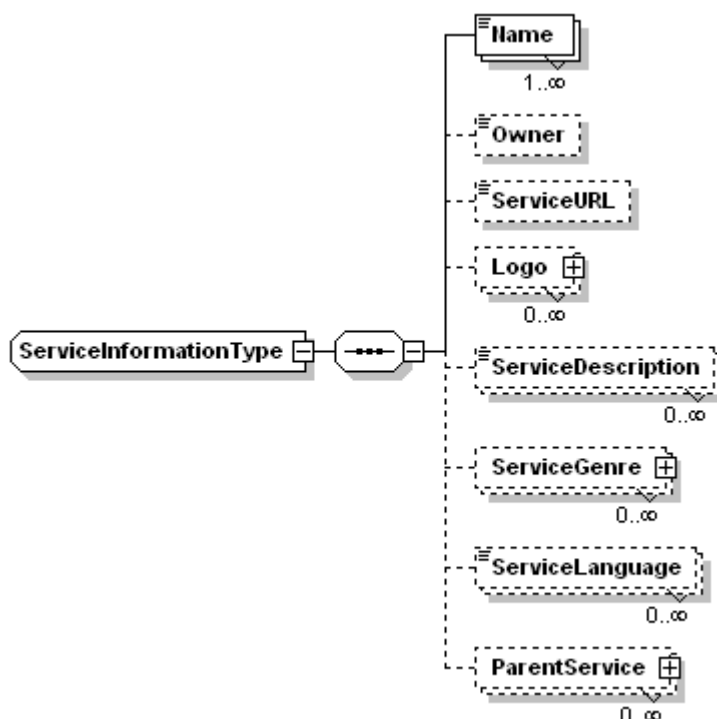 Name
1..∞
Owner
ServiceURL
Logo
0..∞
ServiceInformationType
ServiceDescription
0..∞
ServiceGenre
0..∞
ServiceLanguage
0..∞
ParentService
0..∞